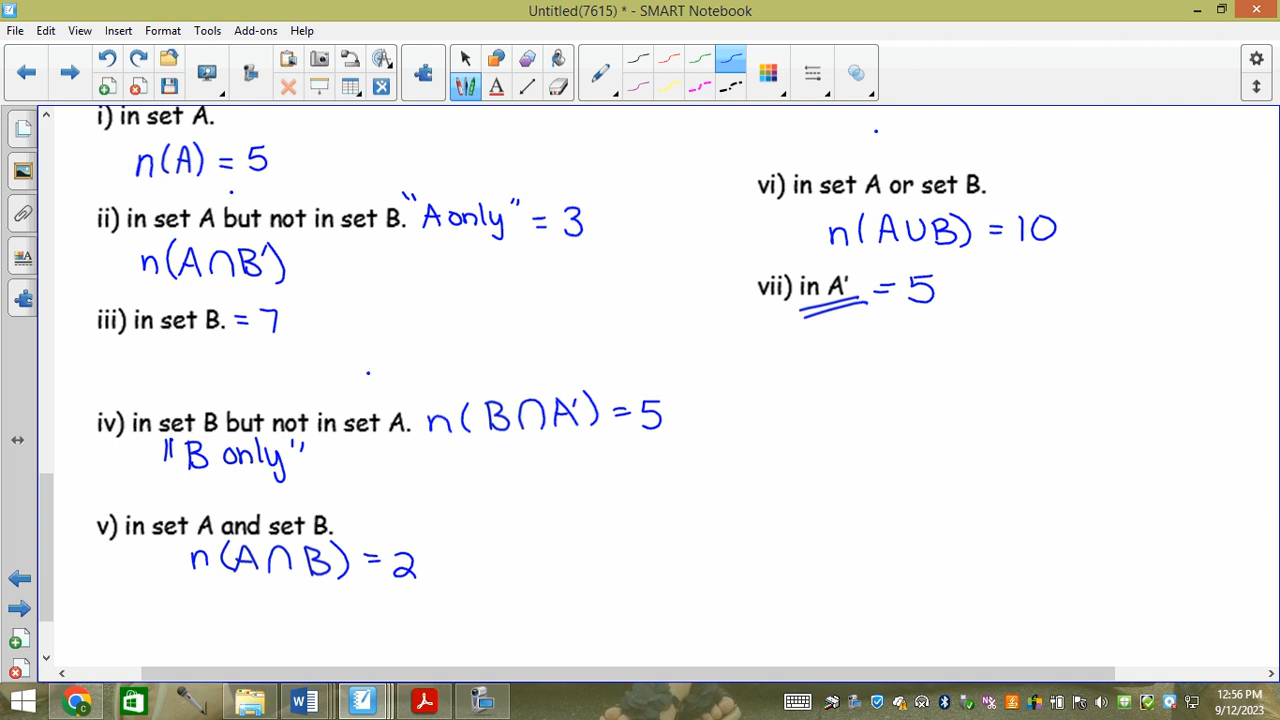 Untitled(7615) * - SMART Notebook
File Edit View Insert Format Tools Add-ons Help
i) in set A.
n(A) = 5
ii) in set A but not in set B. "A only" = 3
n(A∩B')
iii) in set B. = 7
iv) in set B but not in set A. n(B∩A') = 5
"B only"
v) in set A and set B.
n(A∩B) = 2
vi) in set A or set B.
n(A∪B) = 10
vii) in A' = 5
12:56 PM
9/12/2023